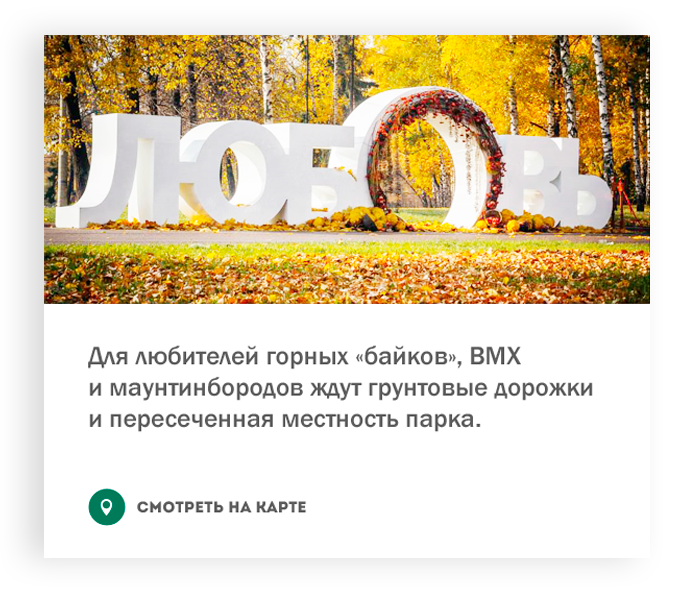 ЛЮБОВЬ
Для любителей горных «байков», BMX
и маунтинбородов ждут грунтовые дорожки
и пересеченная местность парка.
СМОТРЕТЬ НА КАРТЕ